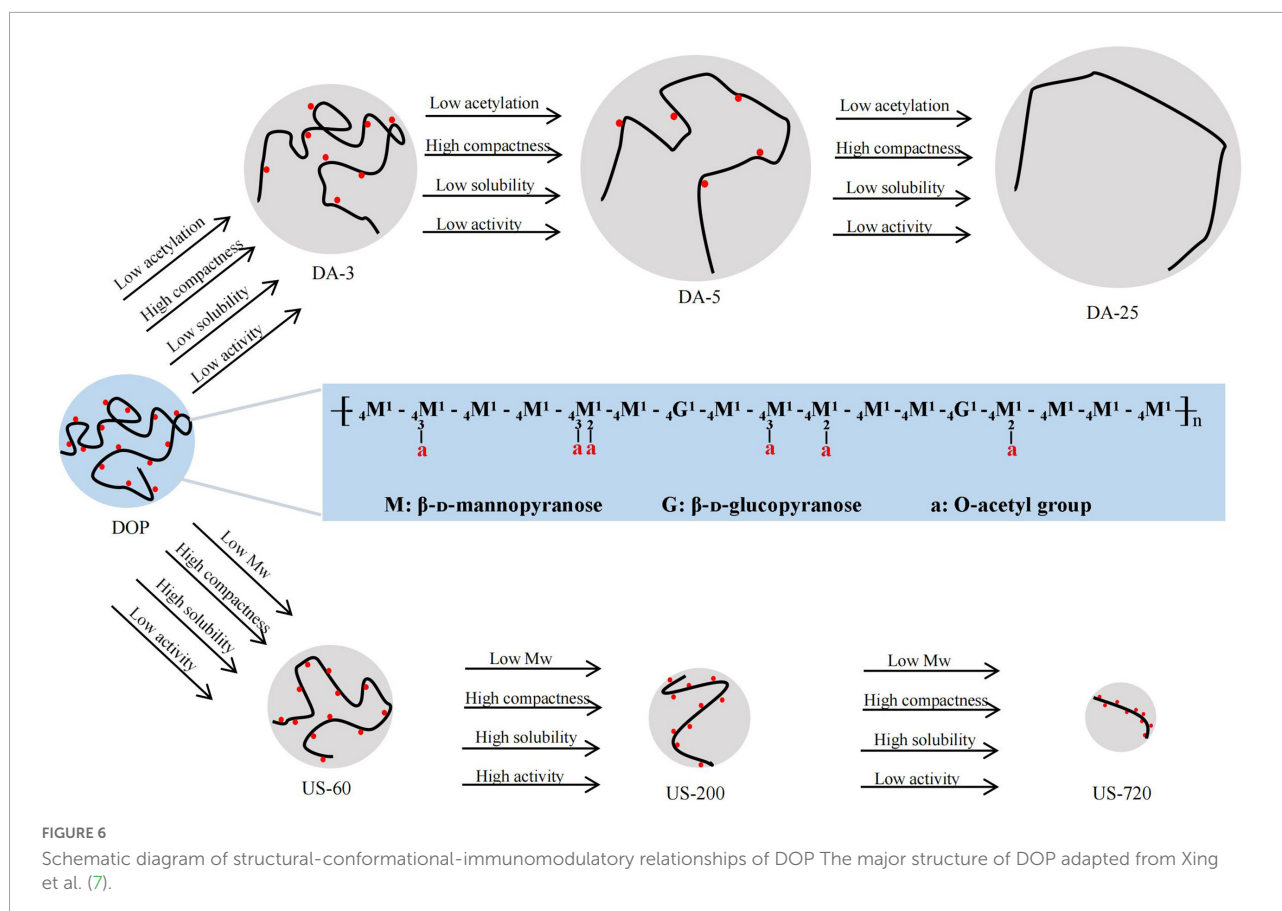 Low acetylation
High compactness
Low solubility
Low activity
DA-3
Low acetylation
High compactness
Low solubility
Low activity
DA-5
Low acetylation
High compactness
Low solubility
Low activity
DA-25
DOP
[ ₄M¹ - ₄M¹ - ₄M¹ - ₄M¹ - ₄M¹ -₄M¹ - ₄G¹ -₄M¹ - ₄M¹ - ₄M¹ - ₄M¹ -₄M¹ -₄G¹ -₄M¹ - ₄M¹ -₄M¹ - ₄M¹ ]n
3 3 2 3 2 2
a a a a a a
M: β-D-mannopyranose G: β-D-glucopyranose a: O-acetyl group
Low Mw
High compactness
High solubility
Low activity
US-60
Low Mw
High compactness
High solubility
High activity
US-200
Low Mw
High compactness
High solubility
Low activity
US-720
FIGURE 6
Schematic diagram of structural-conformational-immunomodulatory relationships of DOP The major structure of DOP adapted from Xing
et al. (7).